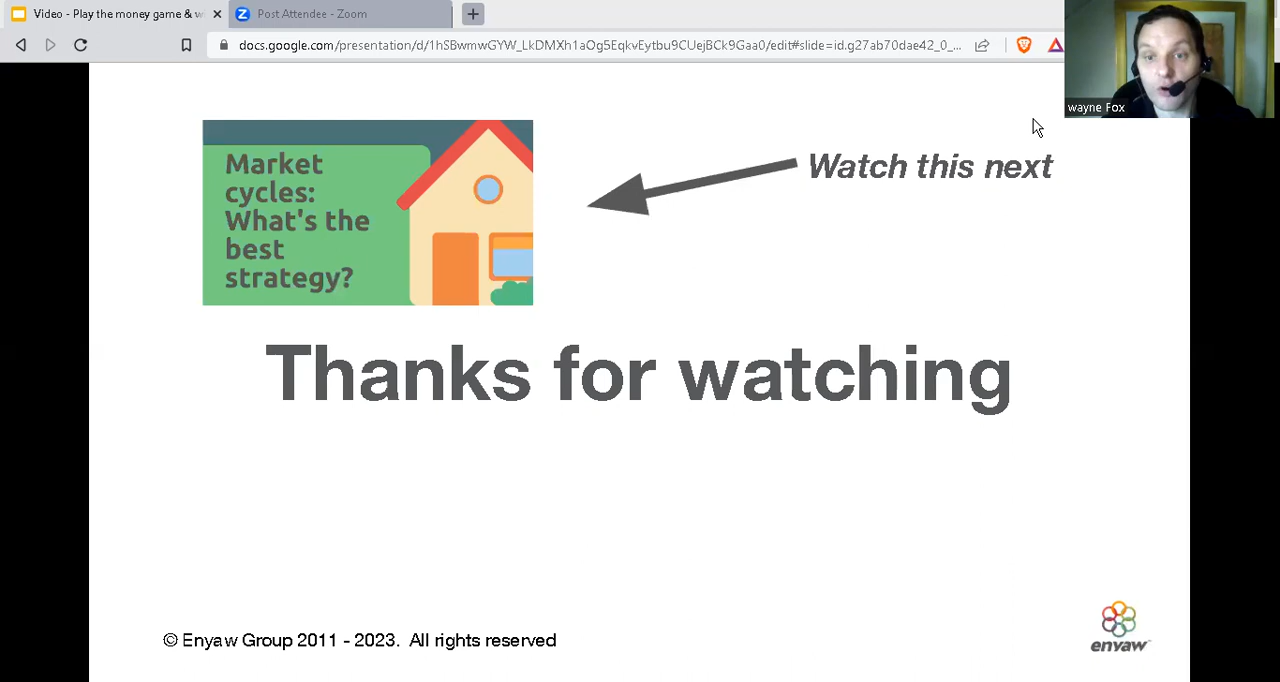 Video - Play the money game & w
Post Attendee - Zoom
docs.google.com/presentation/d/1hSBwmwGYW_LkDMXh1aOg5EqkvEytbu9CUejBCk9Gaa0/edit#slide=id.g27ab70dae42_0_...
wayne Fox
Market
cycles:
What's the
best
strategy?
Watch this next
Thanks for watching
© Enyaw Group 2011 - 2023. All rights reserved
enyaw